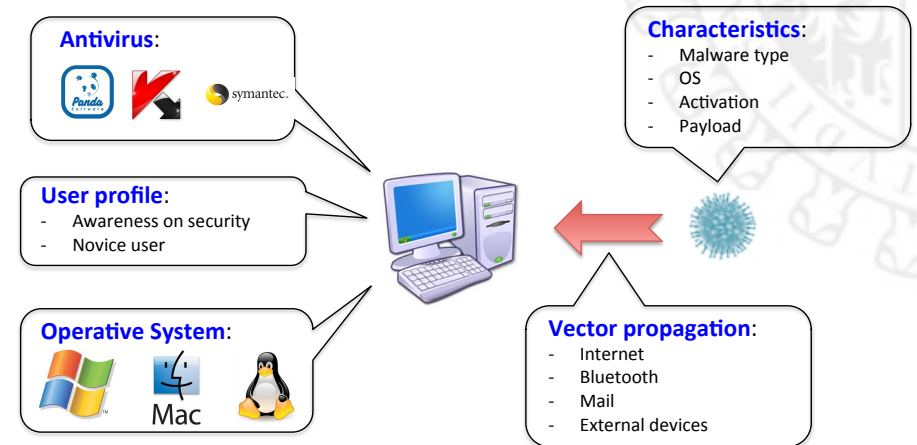 Antivirus:
Panda
Software
symantec.
User profile:
- Awareness on security
- Novice user
Operative System:
Mac
Characteristics:
- Malware type
- OS
- Activation
- Payload
Vector propagation:
- Internet
- Bluetooth
- Mail
- External devices